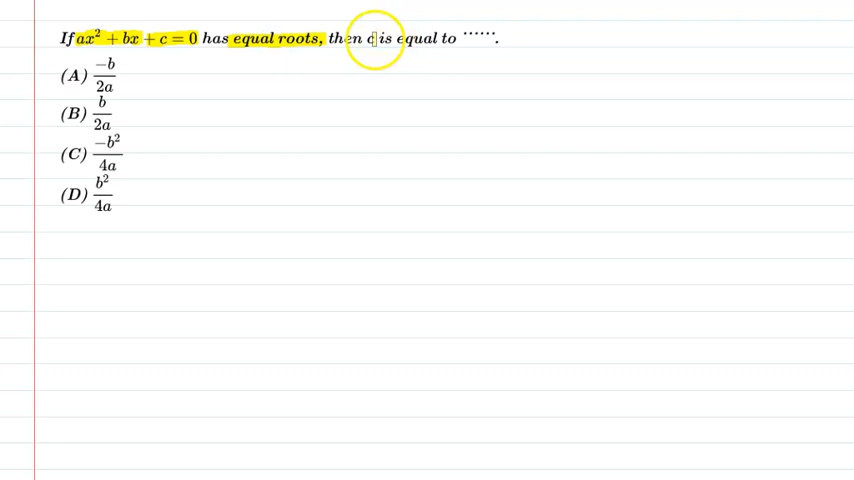 If ax² + bx + c = 0 has equal roots, then c is equal to ⋯⋯.
(A) −b/2a
(B) b/2a
(C) −b²/4a
(D) b²/4a